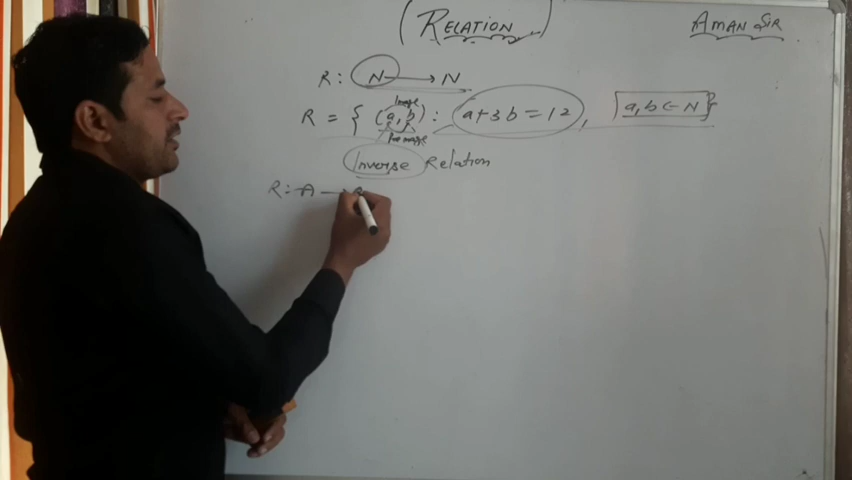 (RELATION)
AMAN SIR
R: N → N
Image
R = { (a, b) : a+3b = 12, a, b ∈ N}
Pre image
Inverse Relation
R: A →